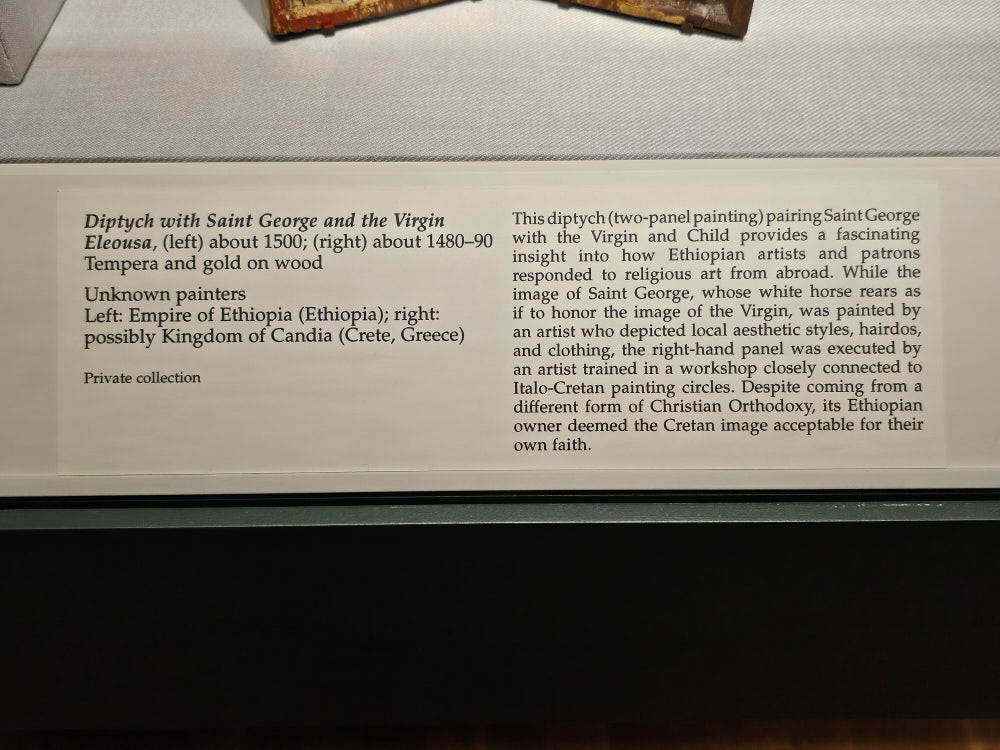 Diptych with Saint George and the Virgin
Eleousa, (left) about 1500; (right) about 1480–90
Tempera and gold on wood
Unknown painters
Left: Empire of Ethiopia (Ethiopia); right:
possibly Kingdom of Candia (Crete, Greece)
Private collection
This diptych (two-panel painting) pairing Saint George
with the Virgin and Child provides a fascinating
insight into how Ethiopian artists and patrons
responded to religious art from abroad. While the
image of Saint George, whose white horse rears as
if to honor the image of the Virgin, was painted by
an artist who depicted local aesthetic styles, hairdos,
and clothing, the right-hand panel was executed by
an artist trained in a workshop closely connected to
Italo-Cretan painting circles. Despite coming from a
different form of Christian Orthodoxy, its Ethiopian
owner deemed the Cretan image acceptable for their
own faith.